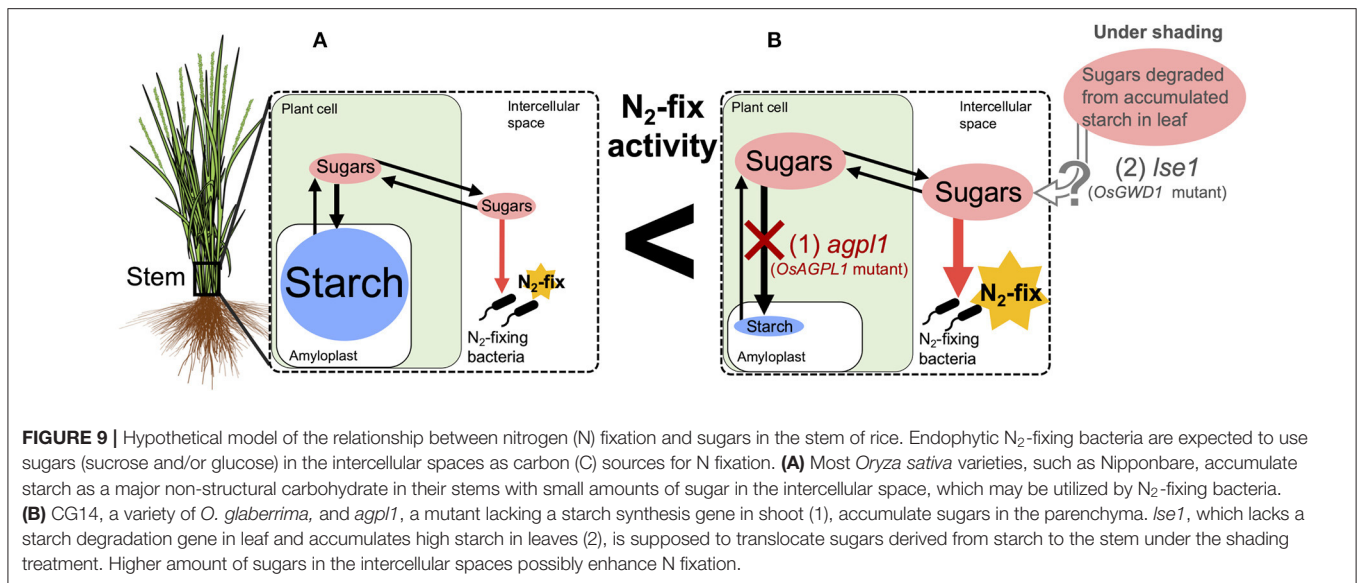 A
Plant cell
Intercellular
space
Sugars
Sugars
Starch
Amyloplast
N₂-fix
N₂-fixing
bacteria
Stem
N₂-fix
activity
<
B
Plant cell
Intercellular
space
Sugars
Sugars
(1) agpl1
(OsAGPL1 mutant)
Starch
Amyloplast
N₂-fix
N₂-fixing
bacteria
Under shading
Sugars degraded
from accumulated
starch in leaf
?
(2) lse1
(OsGWD1 mutant)
FIGURE 9 | Hypothetical model of the relationship between nitrogen (N) fixation and sugars in the stem of rice. Endophytic N₂-fixing bacteria are expected to use
sugars (sucrose and/or glucose) in the intercellular spaces as carbon (C) sources for N fixation. (A) Most Oryza sativa varieties, such as Nipponbare, accumulate
starch as a major non-structural carbohydrate in their stems with small amounts of sugar in the intercellular space, which may be utilized by N₂-fixing bacteria.
(B) CG14, a variety of O. glaberrima, and agpl1, a mutant lacking a starch synthesis gene in shoot (1), accumulate sugars in the parenchyma. lse1, which lacks a
starch degradation gene in leaf and accumulates high starch in leaves (2), is supposed to translocate sugars derived from starch to the stem under the shading
treatment. Higher amount of sugars in the intercellular spaces possibly enhance N fixation.